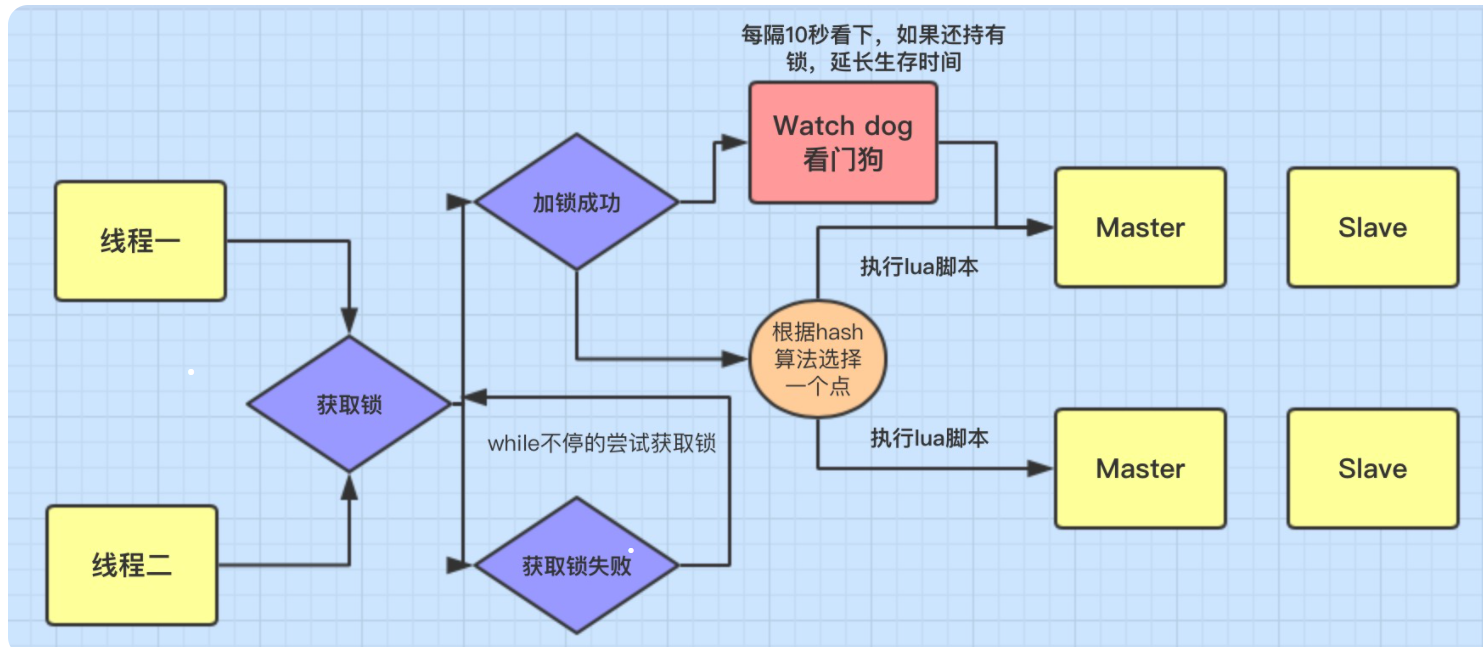 每隔10秒看下，如果还持有
锁，延长生存时间
Watch dog
看门狗
线程一
加锁成功
Master
Slave
执行lua脚本
根据hash
算法选择
一个点
获取锁
while不停的尝试获取锁
执行lua脚本
Master
Slave
线程二
获取锁失败